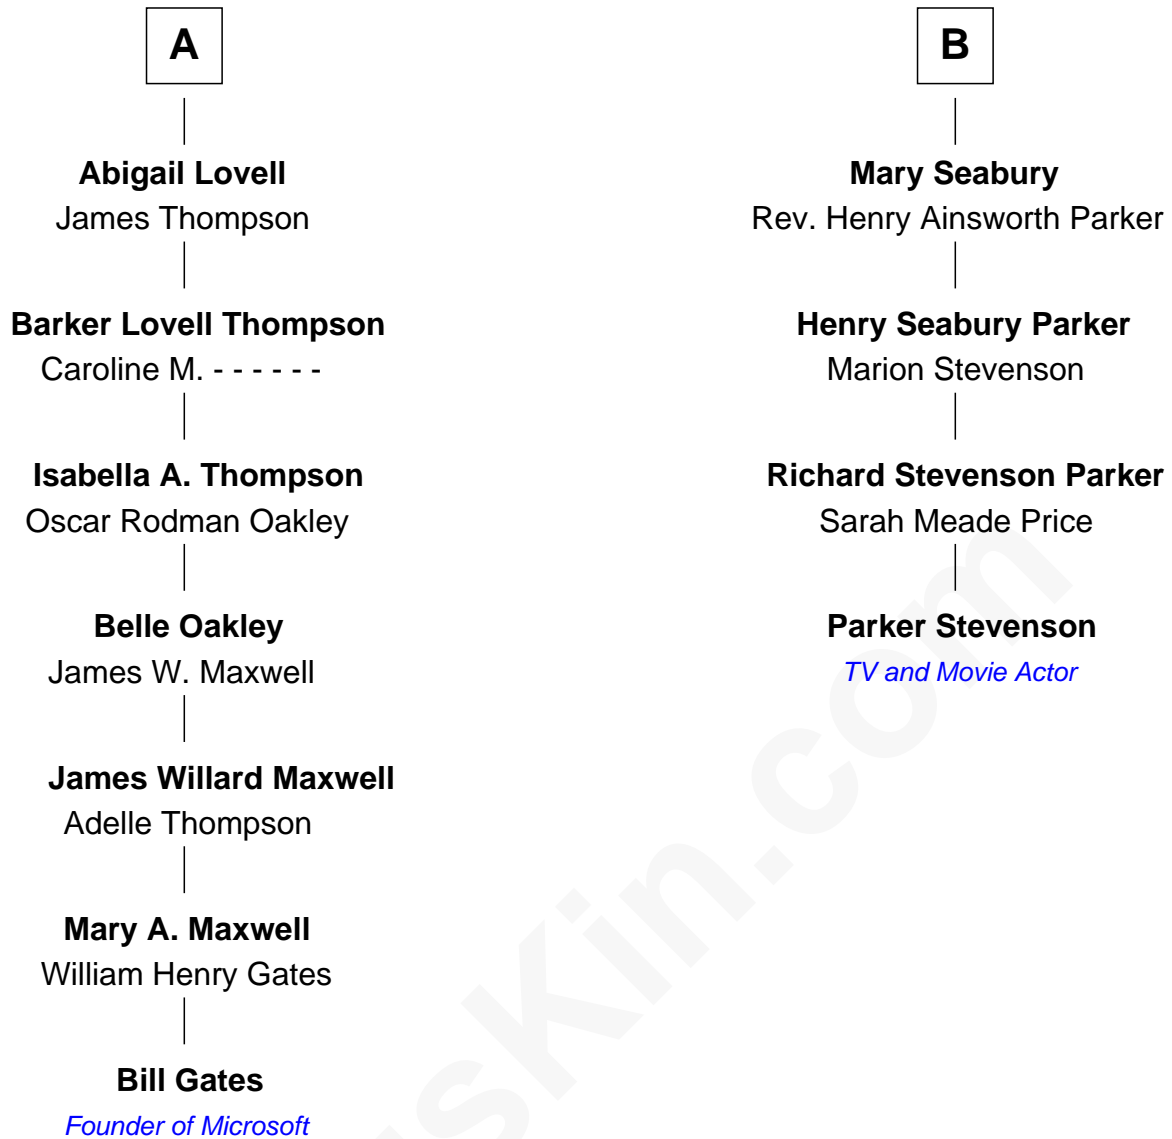 A
Abigail Lovell
James Thompson
Barker Lovell Thompson
Caroline M. - - - - - -
Isabella A. Thompson
Oscar Rodman Oakley
Belle Oakley
James W. Maxwell
James Willard Maxwell
Adelle Thompson
Mary A. Maxwell
William Henry Gates
Bill Gates
Founder of Microsoft
B
Mary Seabury
Rev. Henry Ainsworth Parker
Henry Seabury Parker
Marion Stevenson
Richard Stevenson Parker
Sarah Meade Price
Parker Stevenson
TV and Movie Actor
sKin.com